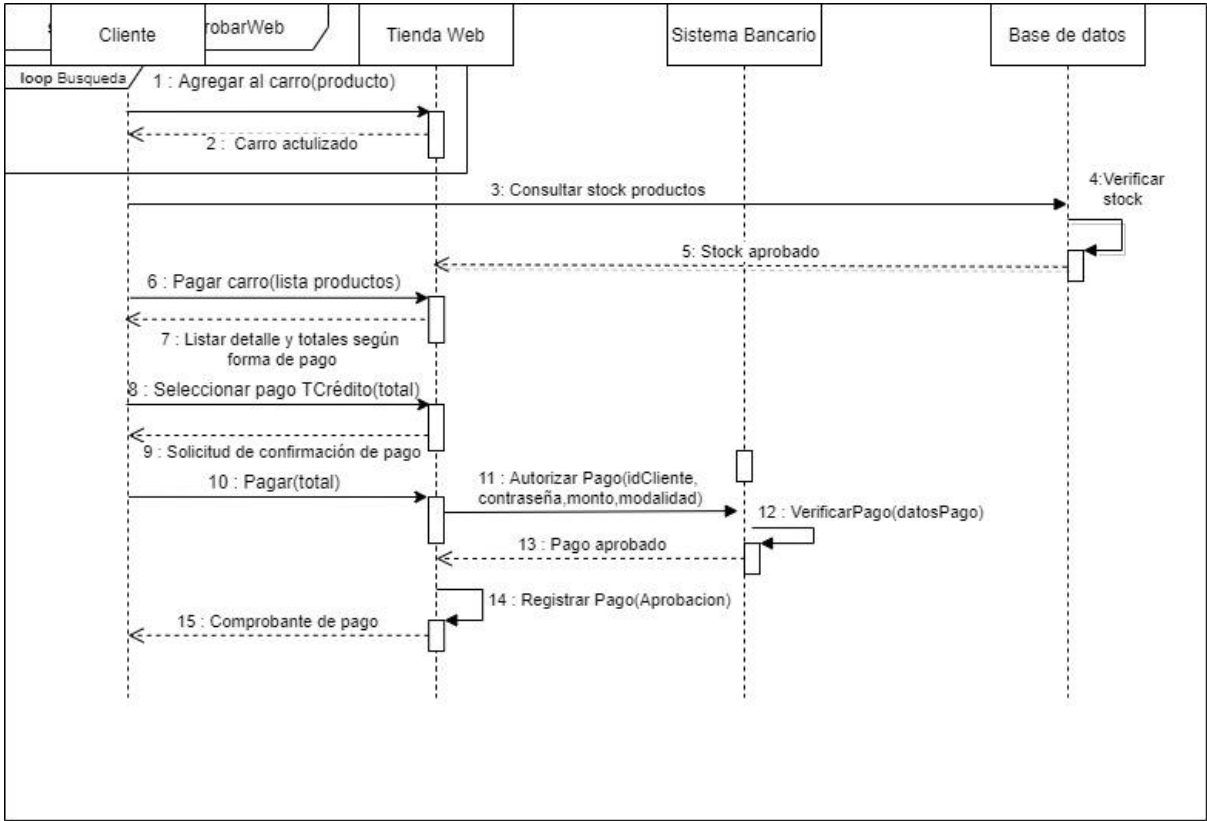 Cliente
robarWeb
Tienda Web
Sistema Bancario
Base de datos
loop Busqueda
1 : Agregar al carro(producto)
2 : Carro actulizado
3: Consultar stock productos
4:Verificar
stock
5: Stock aprobado
6 : Pagar carro(lista productos)
7 : Listar detalle y totales según
forma de pago
8 : Seleccionar pago TCrédito(total)
9 : Solicitud de confirmación de pago
10 : Pagar(total)
11 : Autorizar Pago(idCliente,
contraseña,monto,modalidad)
12 : VerificarPago(datosPago)
13 : Pago aprobado
14 : Registrar Pago(Aprobacion)
15 : Comprobante de pago